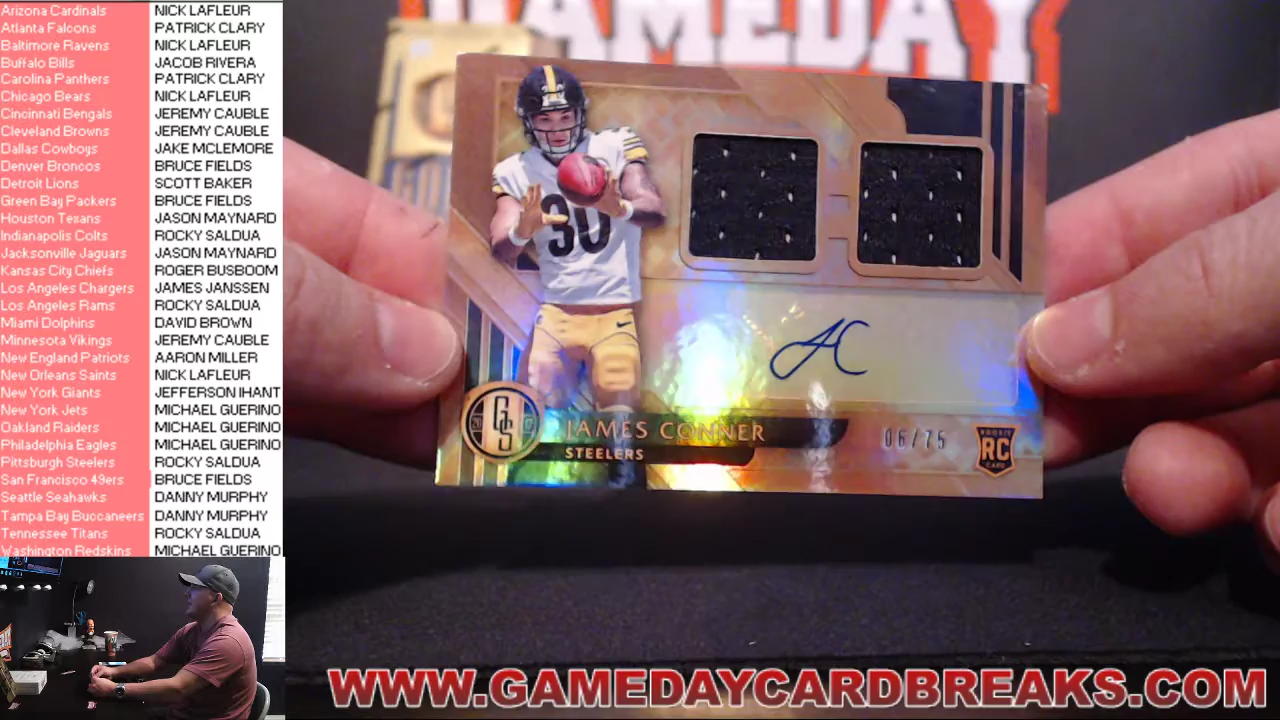 Arizona Cardinals NICK LAFLEUR
Atlanta Falcons PATRICK CLARY
Baltimore Ravens NICK LAFLEUR
Buffalo Bills JACOB RIVERA
Carolina Panthers PATRICK CLARY
Chicago Bears NICK LAFLEUR
Cincinnati Bengals JEREMY CAUBLE
Cleveland Browns JEREMY CAUBLE
Dallas Cowboys JAKE MCLEMORE
Denver Broncos BRUCE FIELDS
Detroit Lions SCOTT BAKER
Green Bay Packers BRUCE FIELDS
Houston Texans JASON MAYNARD
Indianapolis Colts ROCKY SALDUA
Jacksonville Jaguars JASON MAYNARD
Kansas City Chiefs ROGER BUSBOOM
Los Angeles Chargers JAMES JANSSEN
Los Angeles Rams ROCKY SALDUA
Miami Dolphins DAVID BROWN
Minnesota Vikings JEREMY CAUBLE
New England Patriots AARON MILLER
New Orleans Saints NICK LAFLEUR
New York Giants JEFFERSON IHANT
New York Jets MICHAEL GUERINO
Oakland Raiders MICHAEL GUERINO
Philadelphia Eagles MICHAEL GUERINO
Pittsburgh Steelers ROCKY SALDUA
San Francisco 49ers BRUCE FIELDS
Seattle Seahawks DANNY MURPHY
Tampa Bay Buccaneers DANNY MURPHY
Tennessee Titans ROCKY SALDUA
Washington Redskins MICHAEL GUERINO
GAMEDAY
30
JC
20 GS 17
JAMES CONNER
STEELERS
06/75
ROOKIE
RC
CARD
WWW.GAMEDAYCARDBREAKS.COM